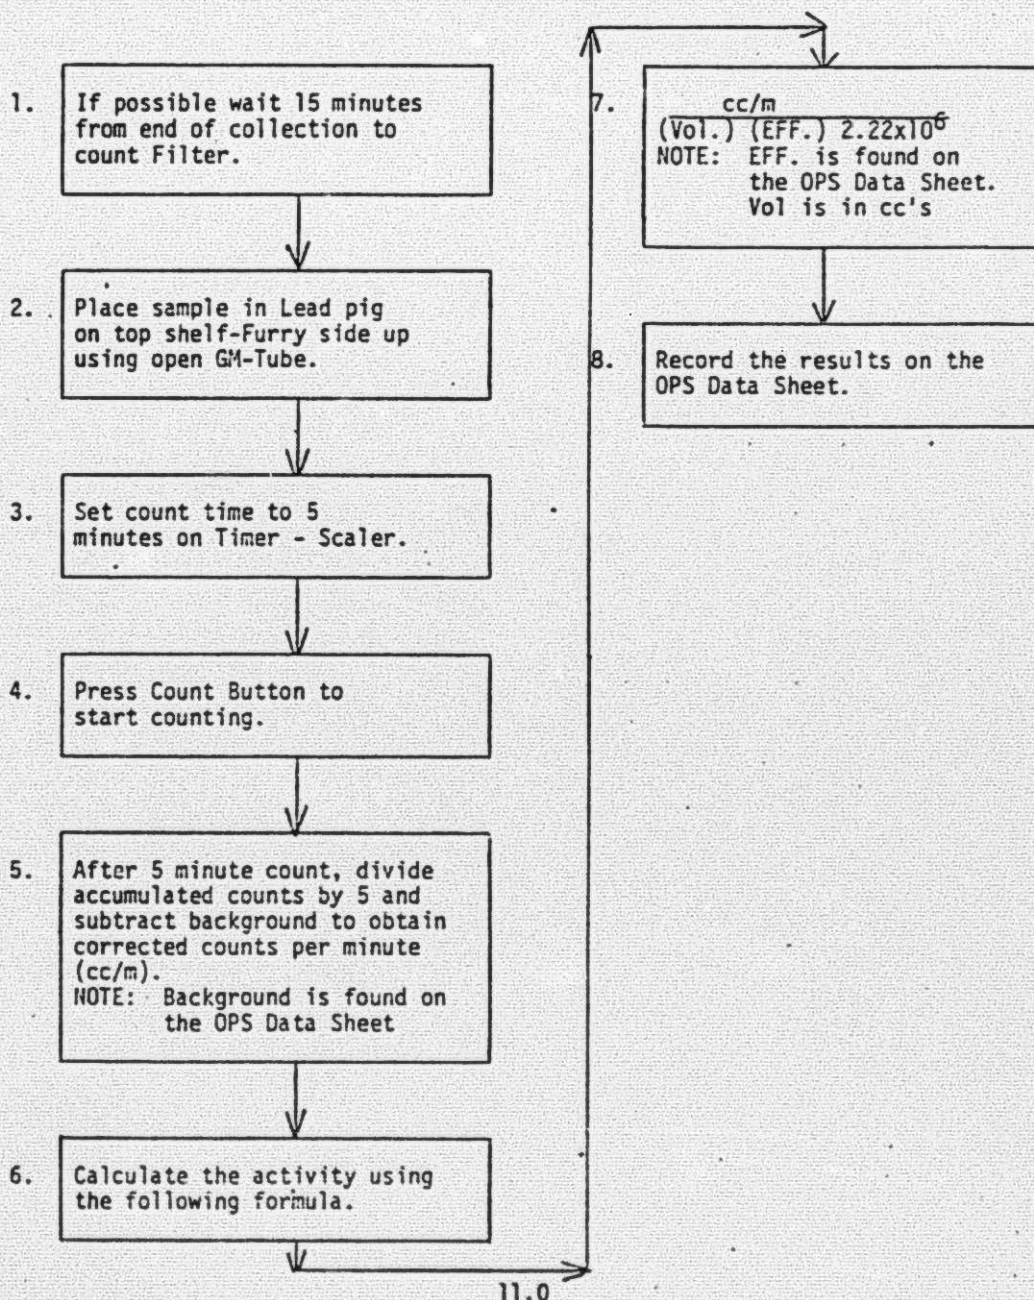 1. If possible wait 15 minutes
from end of collection to
count Filter.
2. Place sample in Lead pig
on top shelf-Furry side up
using open GM-Tube.
3. Set count time to 5
minutes on Timer - Scaler.
4. Press Count Button to
start counting.
5. After 5 minute count, divide
accumulated counts by 5 and
subtract background to obtain
corrected counts per minute
(cc/m).
NOTE: Background is found on
the OPS Data Sheet
6. Calculate the activity using
the following formula.
7. cc/m
(Vol.) (EFF.) 2.22x10⁶
NOTE: EFF. is found on
the OPS Data Sheet.
Vol is in cc's
8. Record the results on the
OPS Data Sheet.
11.0